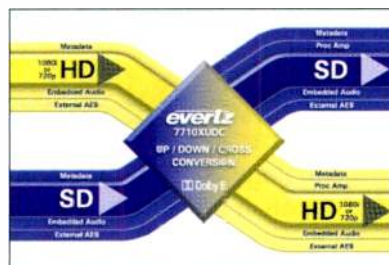 Metadata
1080i
or
720p
HD
Embedded Audio
External AES
Metadata
Proc Amp
SD
Embedded Audio
External AES
evertz
7710XUDC
UP / DOWN / CROSS
CONVERSION
Dolby E
Metadata
SD
Embedded Audio
External AES
Metadata
Proc Amp
HD
1080i
or
720p
Embedded Audio
External AES